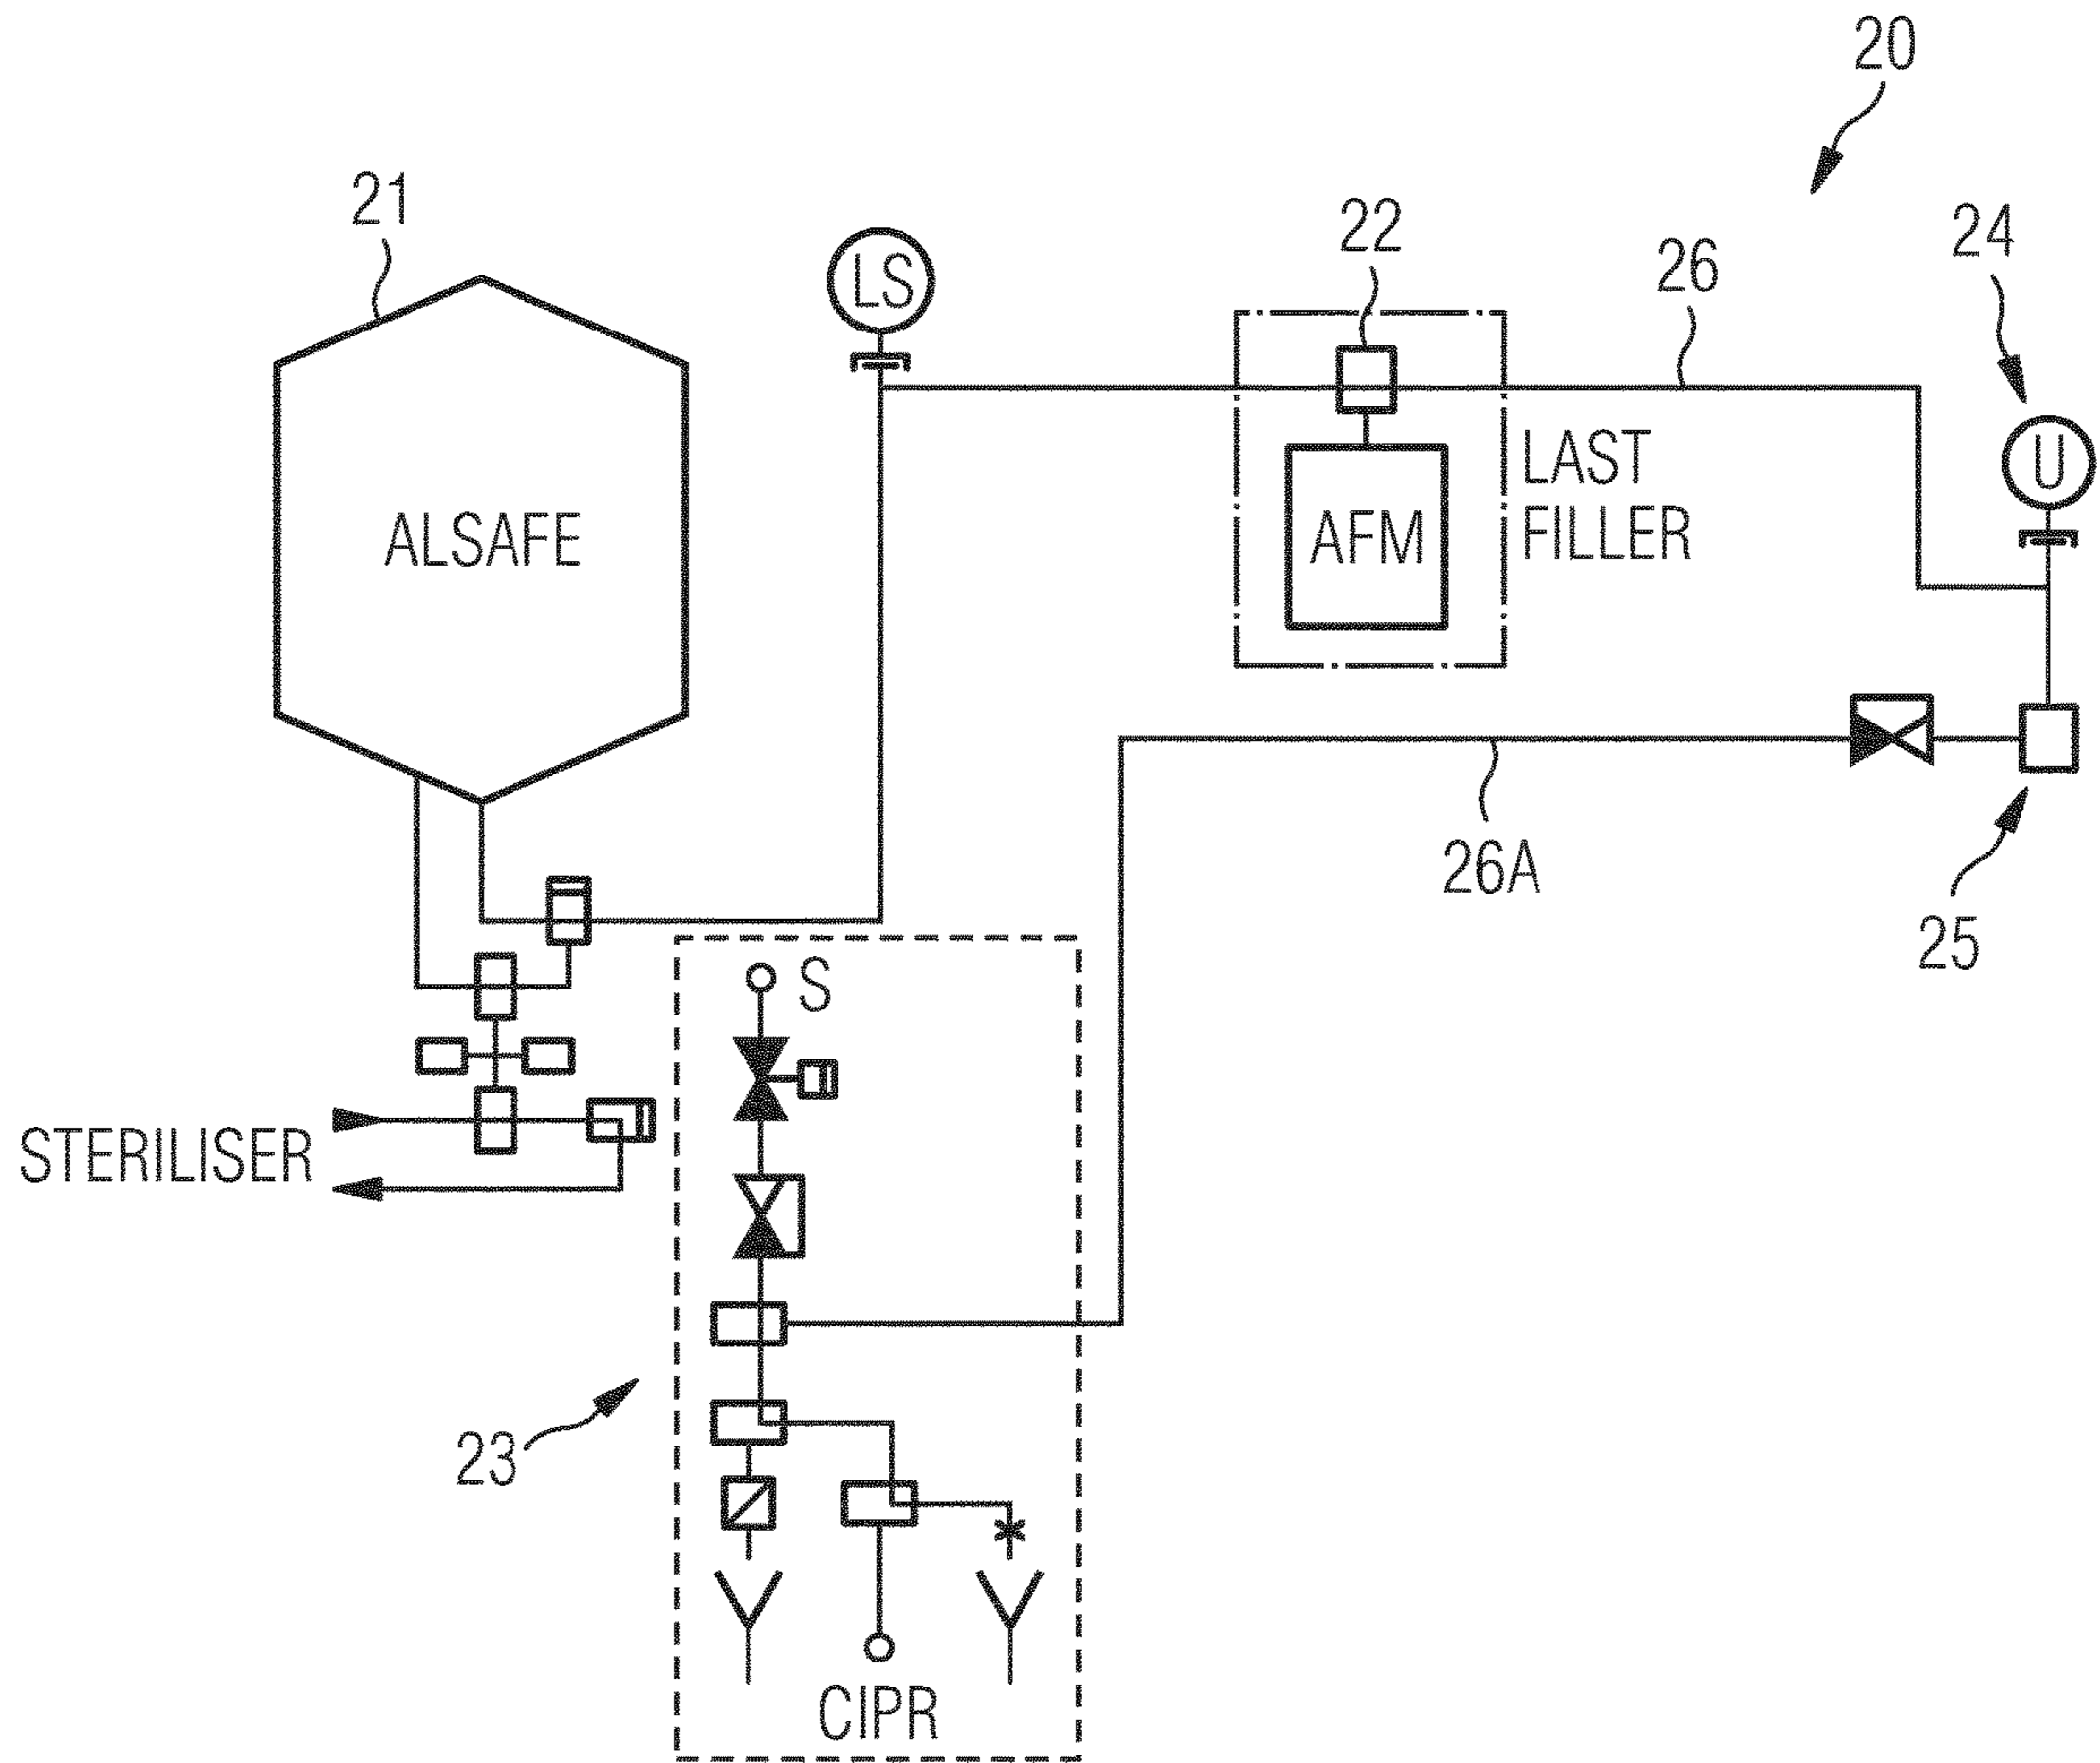 20
21
22
26
24
LS
U
LAST
FILLER
ALSAFE
AFM
26A
25
S
STERILISER
23
CIPR